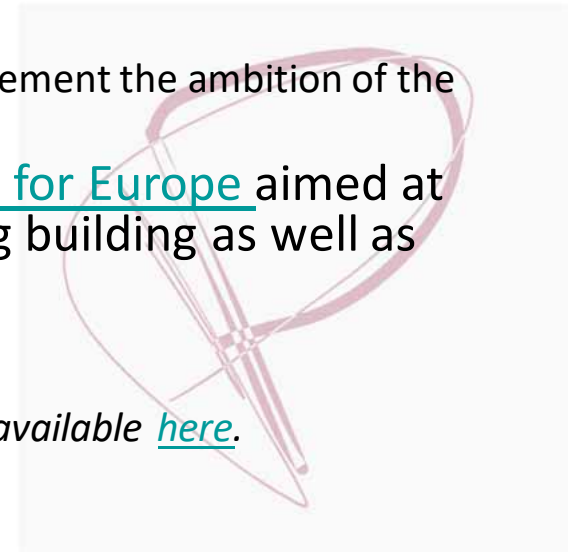 ement the ambition of the
for Europe aimed at
g building as well as
available here.